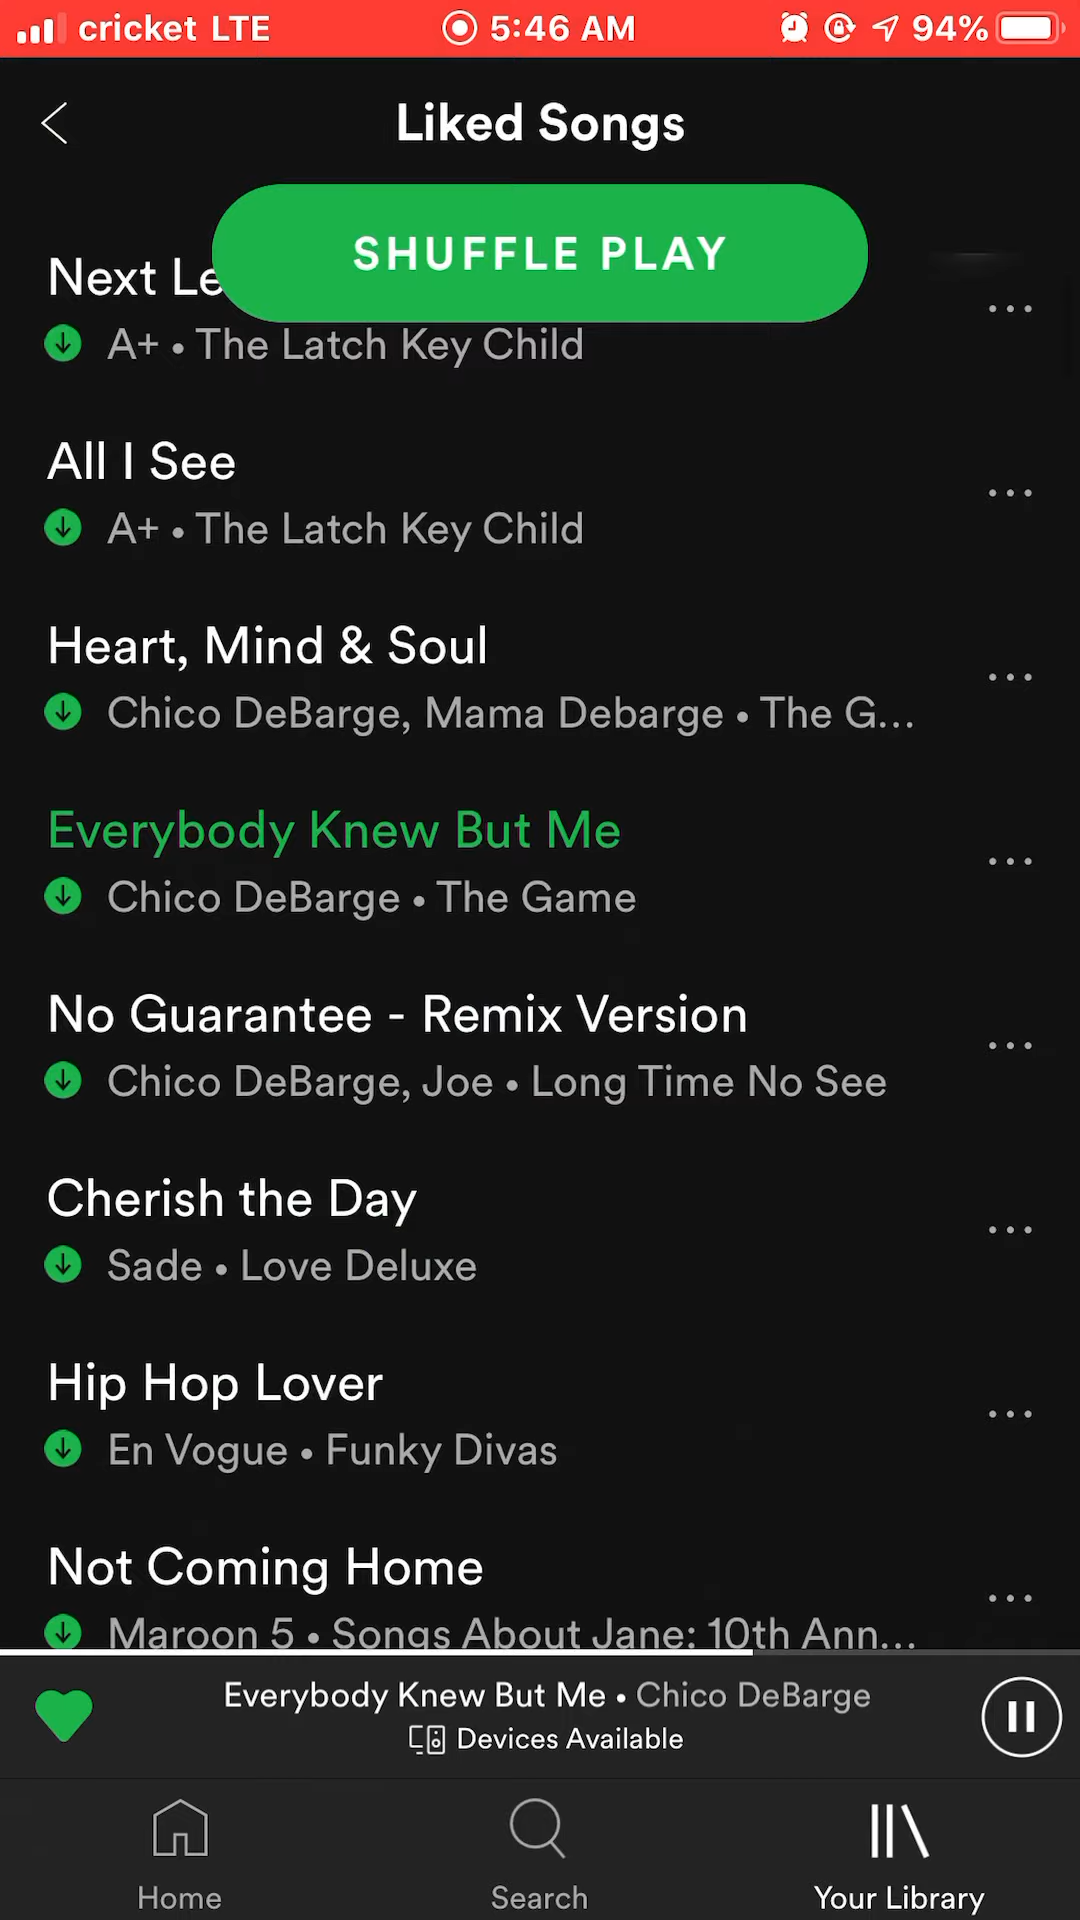 cricket LTE 5:46 AM 94%
Liked Songs
SHUFFLE PLAY
Next
A+ • The Latch Key Child
All I See
A+ • The Latch Key Child
Heart, Mind & Soul
Chico DeBarge, Mama Debarge • The G...
Everybody Knew But Me
Chico DeBarge • The Game
No Guarantee - Remix Version
Chico DeBarge, Joe • Long Time No See
Cherish the Day
Sade • Love Deluxe
Hip Hop Lover
En Vogue • Funky Divas
Not Coming Home
Maroon 5 • Songs About Jane: 10th Ann...
Everybody Knew But Me • Chico DeBarge
Devices Available
Home Search Your Library